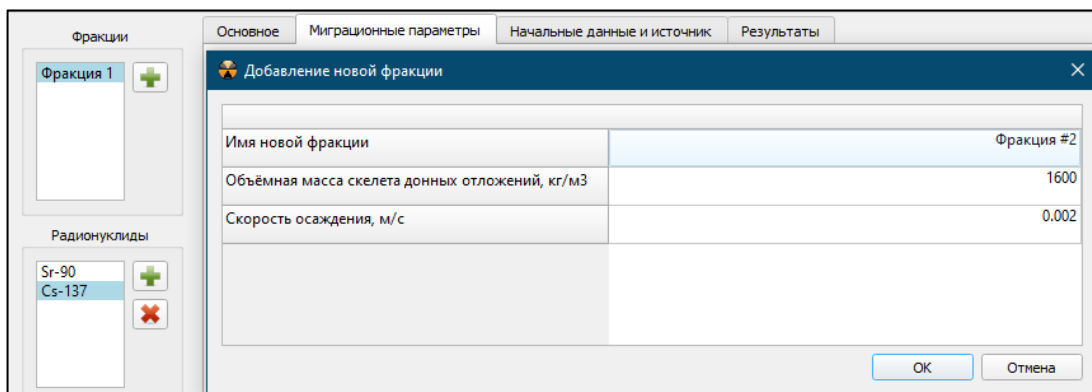 Фракции
Основное Миграционные параметры Начальные данные и источник Результаты
Фракция 1
Добавление новой фракции
Имя новой фракции Фракция #2
Объёмная масса скелета донных отложений, кг/м3 1600
Скорость осаждения, м/с 0.002
Радионуклиды
Sr-90
Cs-137
ОК Отмена